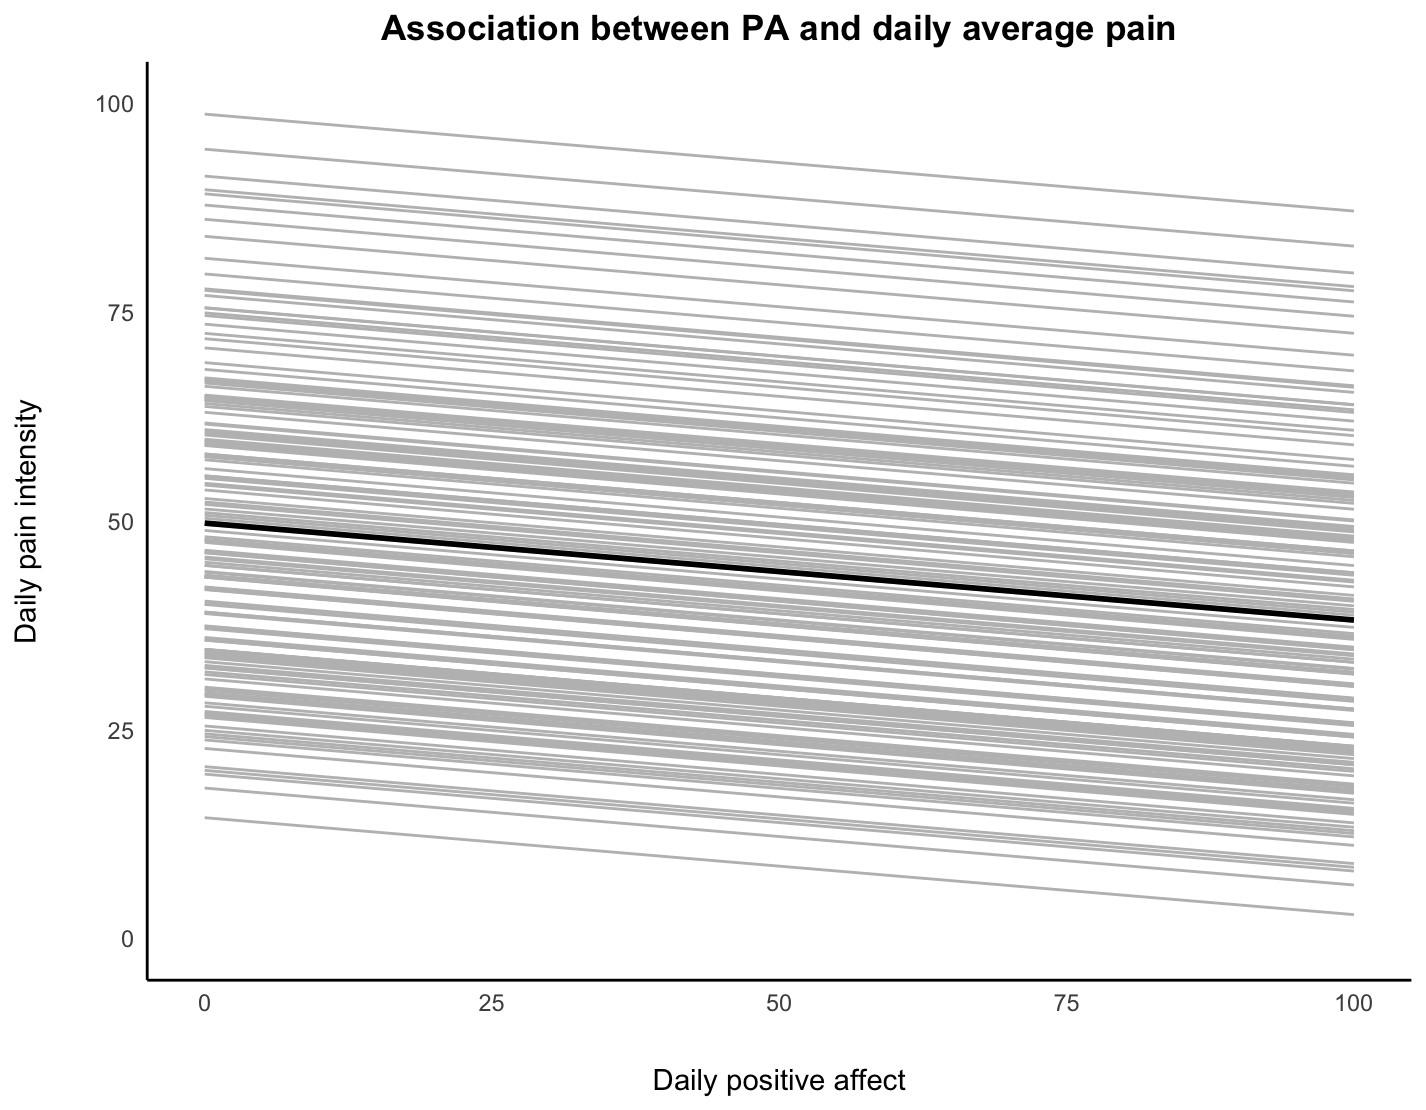 Association between PA and daily average pain
100
75
50
25
0
Daily pain intensity
0 25 50 75 100
Daily positive affect